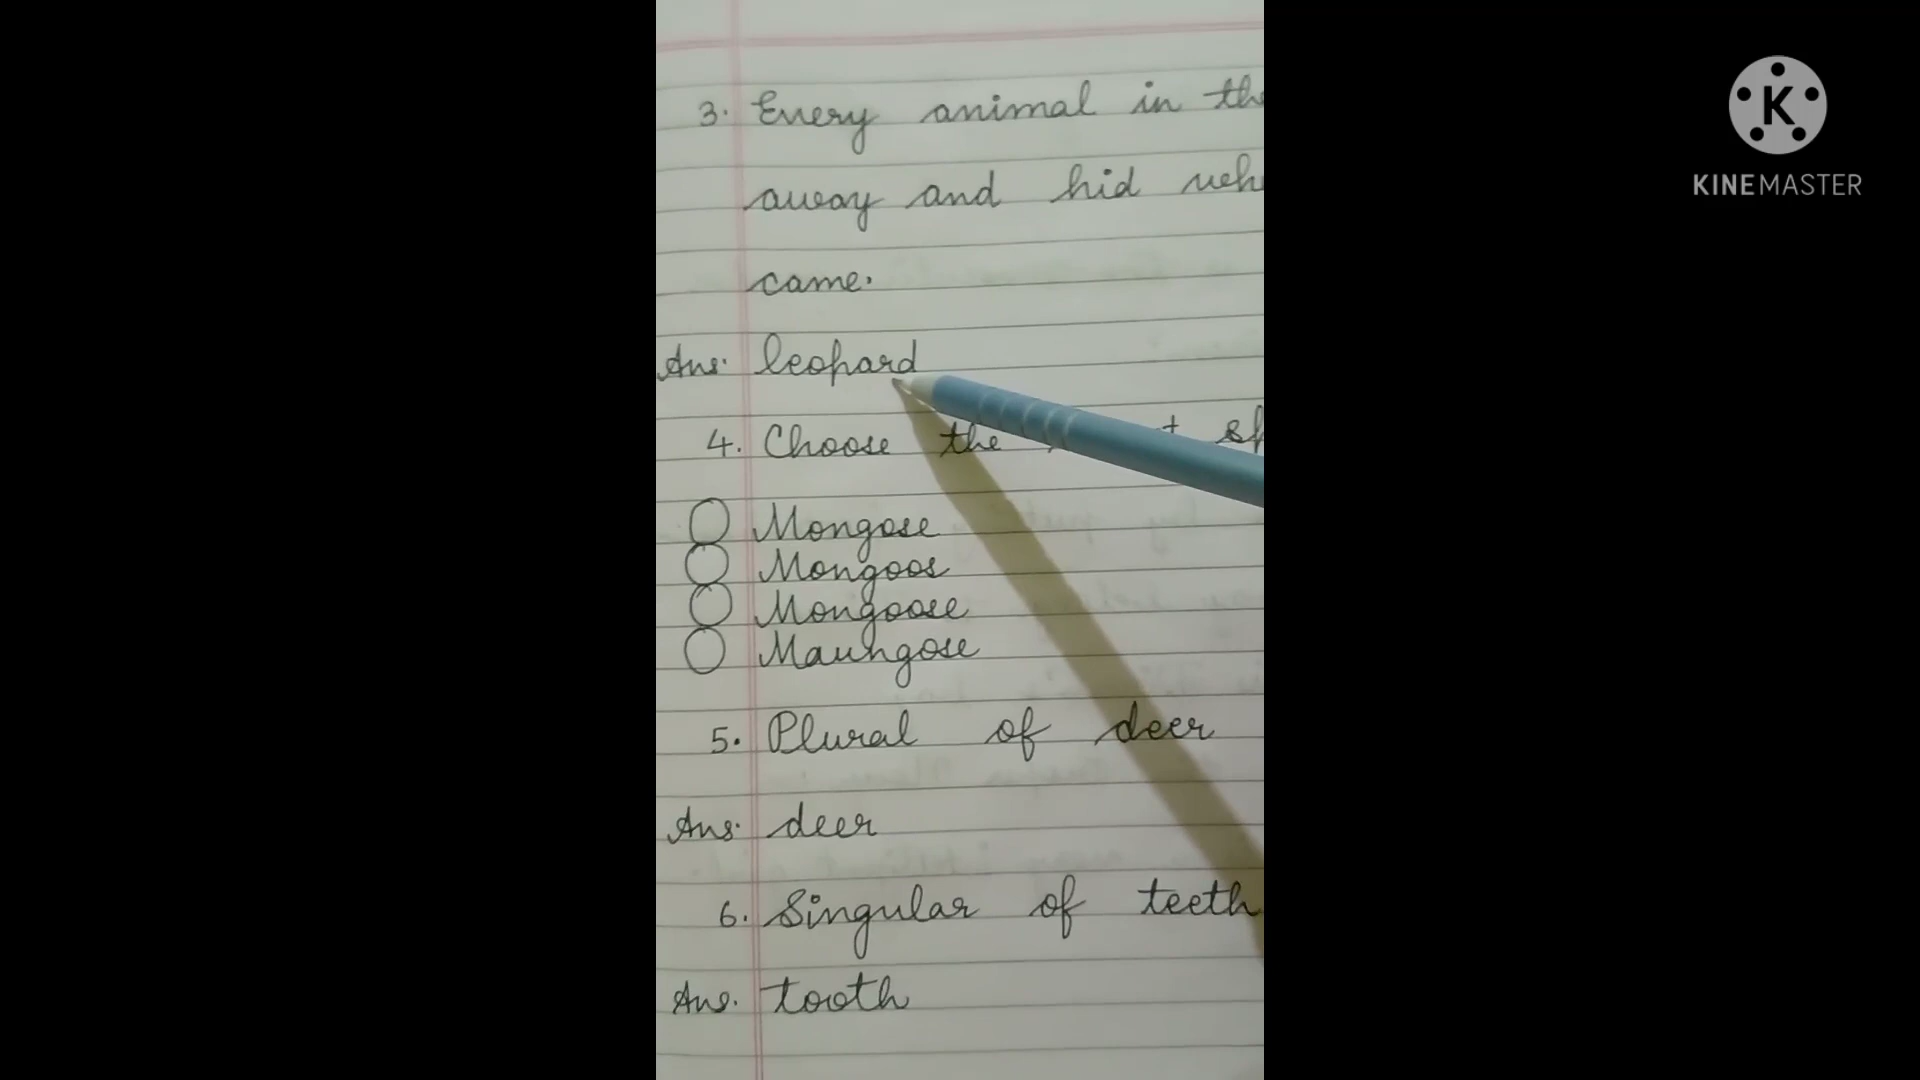 3. Every animal in the
away and hid
came.
Ans. leopard
4. Choose the
Mongose
Mongoos
Mongoose
Maungose
5. Plural of deer
Ans. deer
6. Singular of teeth
Ans. tooth
K
KINEMASTER